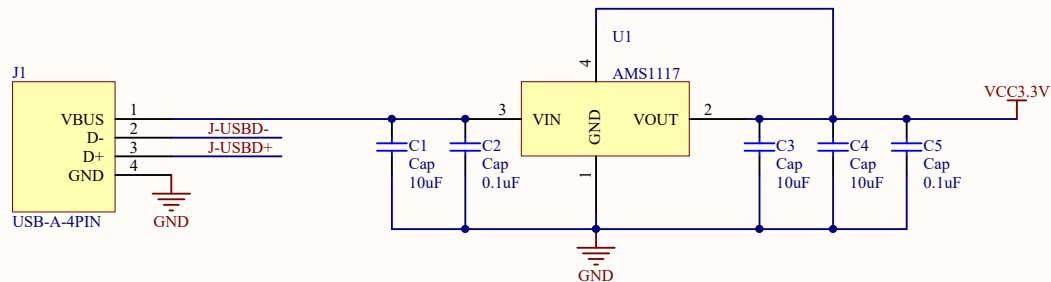 J1
VBUS 1
D- 2
D+ 3
GND 4
USB-A-4PIN
J-USBD-
J-USBD+
GND
C1
Cap
10uF
C2
Cap
0.1uF
U1
AMS1117
4
3 VIN
GND
VOUT 2
1
GND
C3
Cap
10uF
C4
Cap
10uF
C5
Cap
0.1uF
VCC3.3V